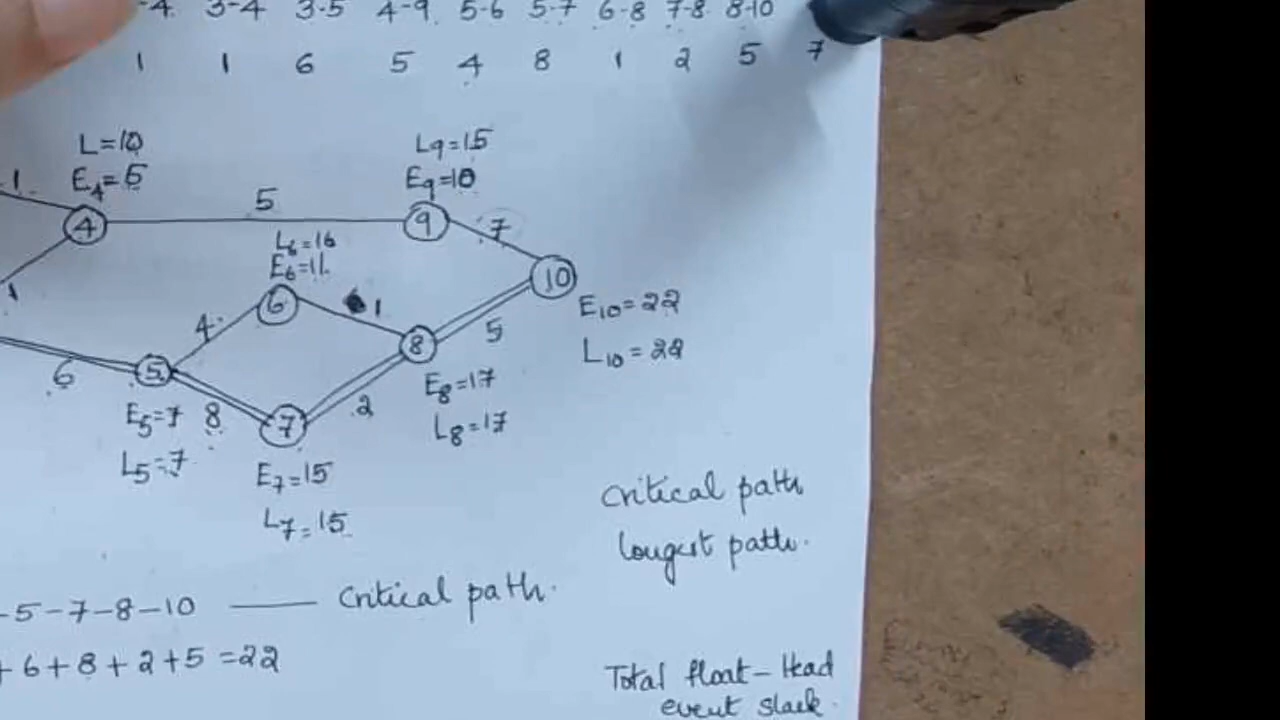 -4 3-4 3-5 4-9 5-6 5-7 6-8 7-8 8-10
1 1 6 5 4 8 1 2 5 7
L=10 L9=15
1 E4=5 E9=10
5
4 9 7
L6=16
E6=11
1 6 1 10
4 E10=22
5
8 L10=22
6 5 E8=17
2
E5=7 8 7 L8=17
L5=7
E7=15
L7=15
Critical path
longest path.
-5-7-8-10 —— Critical path.
+6+8+2+5=22
Total float - Head
event slack.